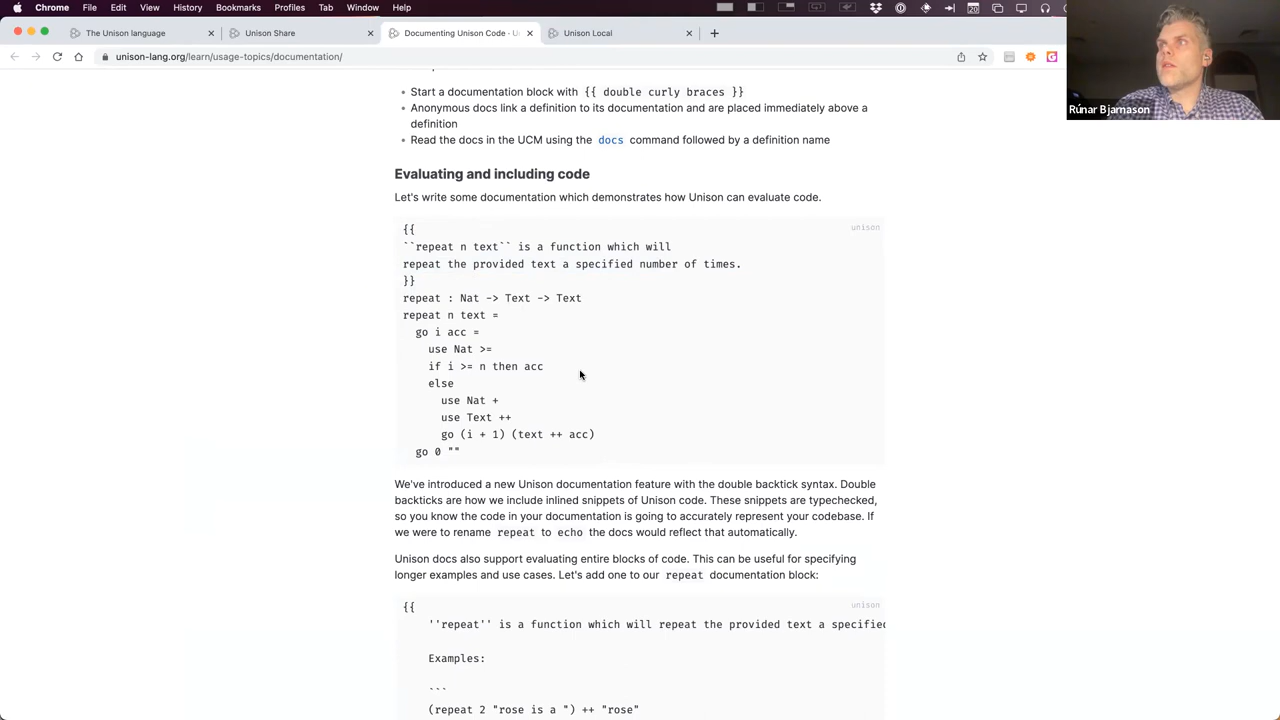 Chrome File Edit View History Bookmarks Profiles Tab Window Help
The Unison language
Unison Share
Documenting Unison Code - U
Unison Local
unison-lang.org/learn/usage-topics/documentation/
Rúnar Bjarnason
• Start a documentation block with {{ double curly braces }}
• Anonymous docs link a definition to its documentation and are placed immediately above a
definition
• Read the docs in the UCM using the docs command followed by a definition name
Evaluating and including code
Let's write some documentation which demonstrates how Unison can evaluate code.
unison
{{
``repeat n text`` is a function which will
repeat the provided text a specified number of times.
}}
repeat : Nat -> Text -> Text
repeat n text =
  go i acc =
    use Nat >=
    if i >= n then acc
    else
      use Nat +
      use Text ++
      go (i + 1) (text ++ acc)
  go 0 ""
We've introduced a new Unison documentation feature with the double backtick syntax. Double
backticks are how we include inlined snippets of Unison code. These snippets are typechecked,
so you know the code in your documentation is going to accurately represent your codebase. If
we were to rename repeat to echo the docs would reflect that automatically.
Unison docs also support evaluating entire blocks of code. This can be useful for specifying
longer examples and use cases. Let's add one to our repeat documentation block:
unison
{{
    ''repeat'' is a function which will repeat the provided text a specified
    Examples:
    ```
    (repeat 2 "rose is a ") ++ "rose"